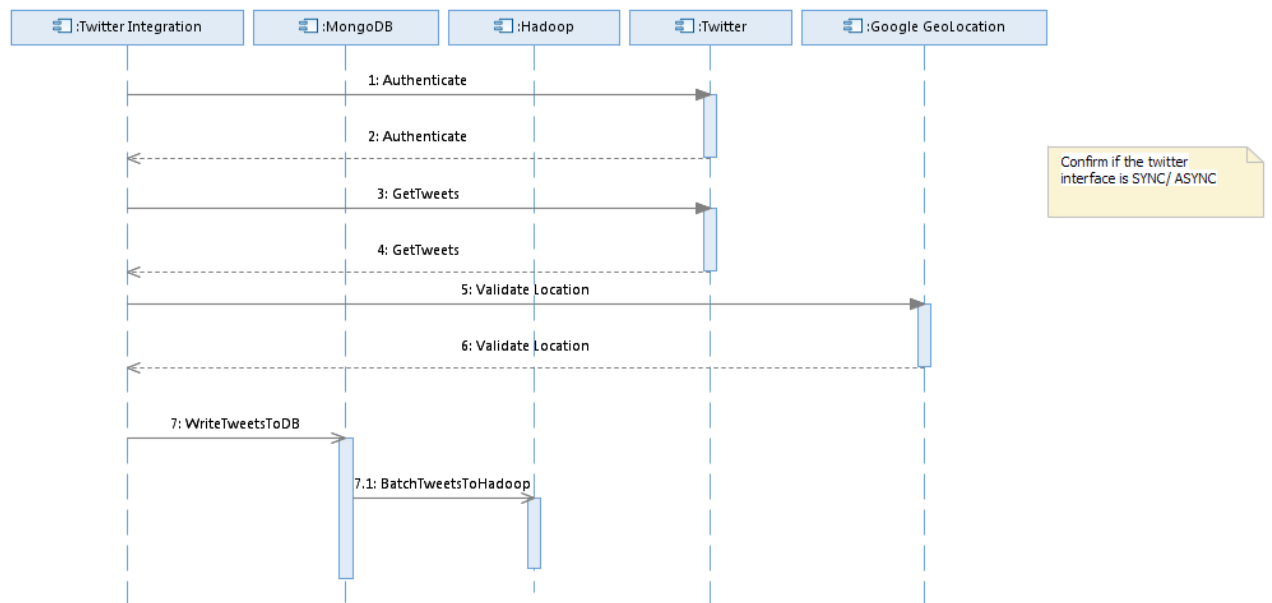 :Twitter Integration
:MongoDB
:Hadoop
:Twitter
:Google GeoLocation
1: Authenticate
2: Authenticate
Confirm if the twitter
interface is SYNC/ ASYNC
3: GetTweets
4: GetTweets
5: Validate Location
6: Validate Location
7: WriteTweetsToDB
7.1: BatchTweetsToHadoop